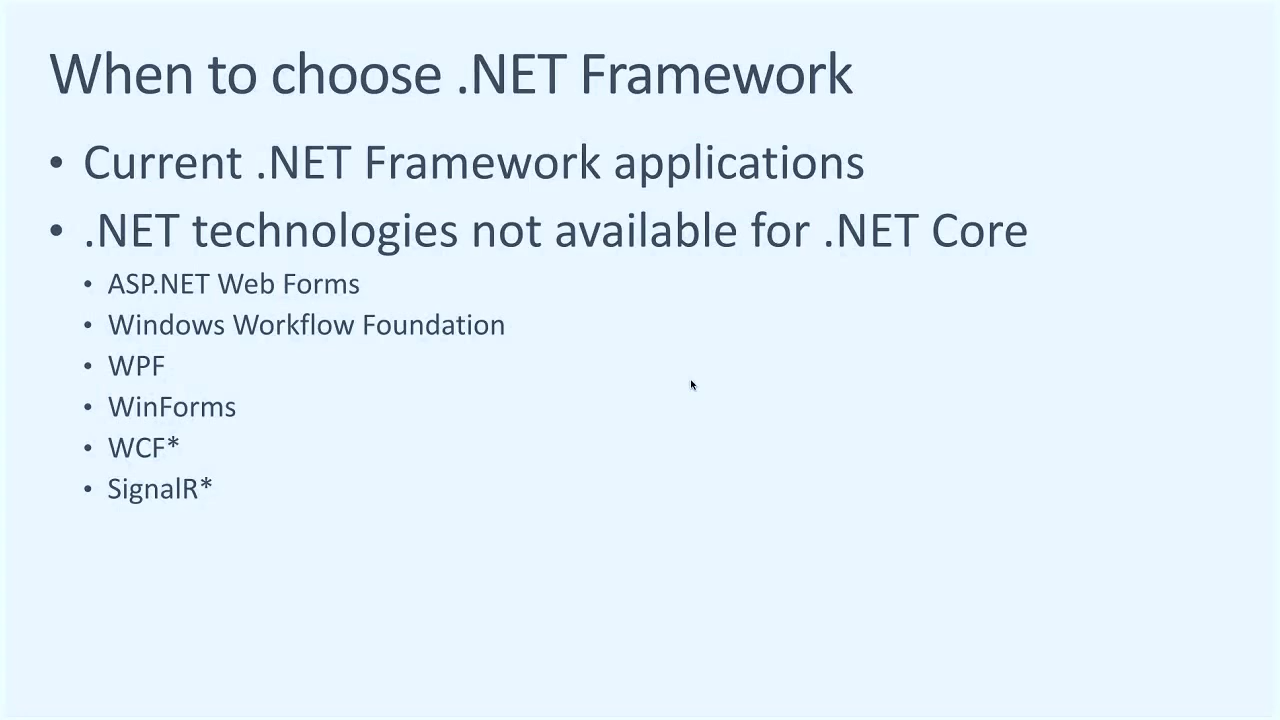 When to choose .NET Framework
• Current .NET Framework applications
• .NET technologies not available for .NET Core
• ASP.NET Web Forms
• Windows Workflow Foundation
• WPF
• WinForms
• WCF*
• SignalR*